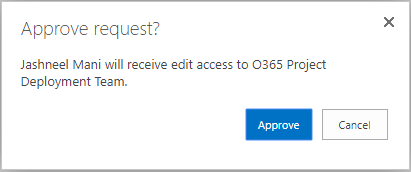 Approve request?
Jashneel Mani will receive edit access to O365 Project
Deployment Team.
Approve
Cancel